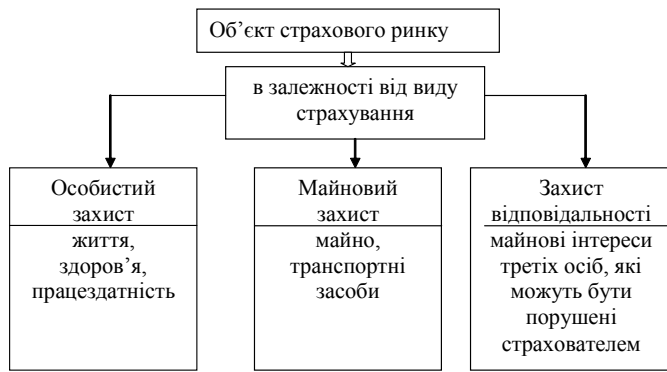 Об’єкт страхового ринку
в залежності від виду
страхування
Особистий
захист
життя,
здоров’я,
працездатність
Майновий
захист
майно,
транспортні
засоби
Захист
відповідальності
майнові інтереси
третіх осіб, які
можуть бути
порушені
страхователем